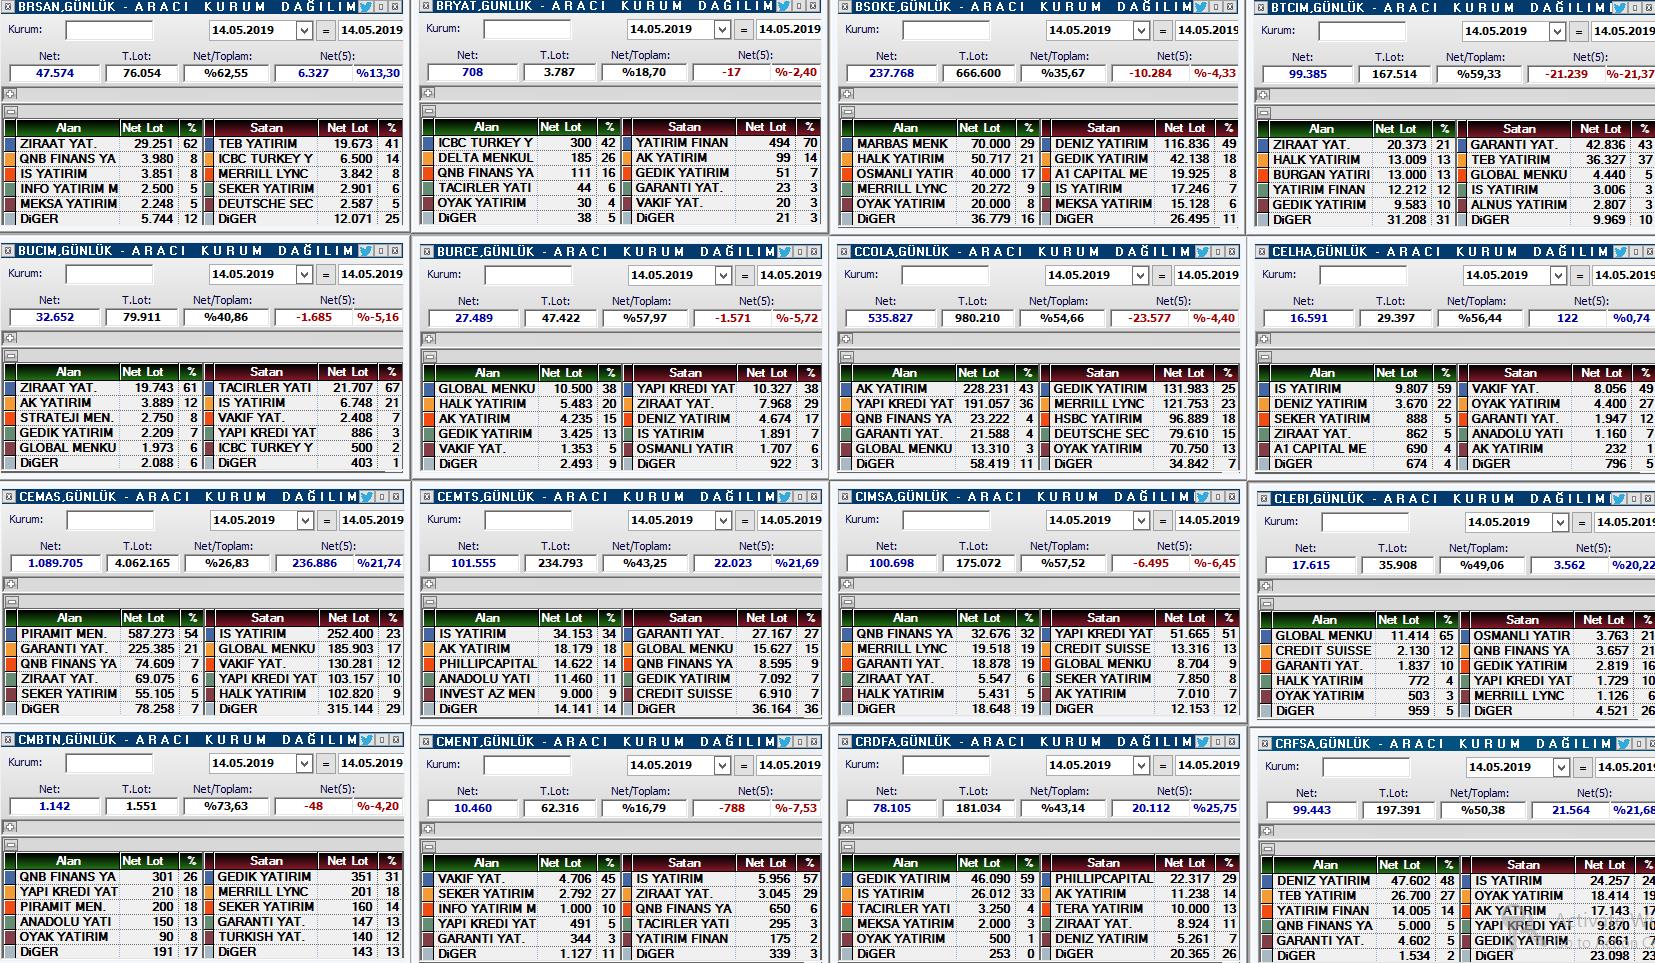 BRSAN,GÜNLÜK - ARACI KURUM DAĞILIM
Kurum: 14.05.2019 = 14.05.2019
Net: T.Lot: Net/Toplam: Net(5):
47.574 76.054 %62,55 6.327 %13,30
Alan Net Lot % Satan Net Lot %
ZIRAAT YAT. 29.251 62 TEB YATIRIM 19.673 41
QNB FINANS YA 3.980 8 ICBC TURKEY Y 6.500 14
IS YATIRIM 3.851 8 MERRILL LYNC 3.842 8
INFO YATIRIM M 2.500 5 SEKER YATIRIM 2.901 6
MEKSA YATIRIM 2.248 5 DEUTSCHE SEC 2.587 5
DiGER 5.744 12 DiGER 12.071 25
BRYAT,GÜNLÜK - ARACI KURUM DAĞILIM
Kurum: 14.05.2019 = 14.05.2019
Net: T.Lot: Net/Toplam: Net(5):
708 3.787 %18,70 -17 %-2,40
Alan Net Lot % Satan Net Lot %
ICBC TURKEY Y 300 42 YATIRIM FINAN 494 70
DELTA MENKUL 185 26 AK YATIRIM 99 14
QNB FINANS YA 111 16 GEDIK YATIRIM 51 7
TACIRLER YATI 44 6 GARANTI YAT. 23 3
OYAK YATIRIM 30 4 VAKIF YAT. 20 3
DiGER 38 5 DiGER 21 3
BSOKE,GÜNLÜK - ARACI KURUM DAĞILIM
Kurum: 14.05.2019 = 14.05.2019
Net: T.Lot: Net/Toplam: Net(5):
237.768 666.600 %35,67 -10.284 %-4,33
Alan Net Lot % Satan Net Lot %
MARBAS MENK 70.000 29 DENIZ YATIRIM 116.836 49
HALK YATIRIM 50.717 21 GEDIK YATIRIM 42.138 18
OSMANLI YATIR 40.000 17 A1 CAPITAL ME 19.925 8
MERRILL LYNC 20.272 9 IS YATIRIM 17.246 7
OYAK YATIRIM 20.000 8 MEKSA YATIRIM 15.128 6
DiGER 36.779 16 DiGER 26.495 11
BTCIM,GÜNLÜK - ARACI KURUM DAĞILIM
Kurum: 14.05.2019 = 14.05.2019
Net: T.Lot: Net/Toplam: Net(5):
99.385 167.514 %59,33 -21.239 %-21,37
Alan Net Lot % Satan Net Lot %
ZIRAAT YAT. 20.373 21 GARANTI YAT. 42.836 43
HALK YATIRIM 13.009 13 TEB YATIRIM 36.327 37
BURGAN YATIRI 13.000 13 GLOBAL MENKU 4.440 5
YATIRIM FINAN 12.212 12 IS YATIRIM 3.006 3
GEDIK YATIRIM 9.583 10 ALNUS YATIRIM 2.807 3
DiGER 31.208 31 DiGER 9.969 10
BUCIM,GÜNLÜK - ARACI KURUM DAĞILIM
Kurum: 14.05.2019 = 14.05.2019
Net: T.Lot: Net/Toplam: Net(5):
32.652 79.911 %40,86 -1.685 %-5,16
Alan Net Lot % Satan Net Lot %
ZIRAAT YAT. 19.743 61 TACIRLER YATI 21.707 67
AK YATIRIM 3.889 12 IS YATIRIM 6.748 21
STRATEJI MEN. 2.750 8 VAKIF YAT. 2.408 7
GEDIK YATIRIM 2.209 7 YAPI KREDI YAT 886 3
GLOBAL MENKU 1.973 6 ICBC TURKEY Y 500 2
DiGER 2.088 6 DiGER 403 1
BURCE,GÜNLÜK - ARACI KURUM DAĞILIM
Kurum: 14.05.2019 = 14.05.2019
Net: T.Lot: Net/Toplam: Net(5):
27.489 47.422 %57,97 -1.571 %-5,72
Alan Net Lot % Satan Net Lot %
GLOBAL MENKU 10.500 38 YAPI KREDI YAT 10.327 38
HALK YATIRIM 5.483 20 ZIRAAT YAT. 7.968 29
AK YATIRIM 4.235 15 DENIZ YATIRIM 4.674 17
GEDIK YATIRIM 3.425 13 IS YATIRIM 1.891 7
VAKIF YAT. 1.353 5 OSMANLI YATIR 1.707 6
DiGER 2.493 9 DiGER 922 3
CCOLA,GÜNLÜK - ARACI KURUM DAĞILIM
Kurum: 14.05.2019 = 14.05.2019
Net: T.Lot: Net/Toplam: Net(5):
535.827 980.210 %54,66 -23.577 %-4,40
Alan Net Lot % Satan Net Lot %
AK YATIRIM 228.231 43 GEDIK YATIRIM 131.983 25
YAPI KREDI YAT 191.057 36 MERRILL LYNC 121.753 23
QNB FINANS YA 23.222 4 HSBC YATIRIM 96.889 18
GARANTI YAT. 21.588 4 DEUTSCHE SEC 79.610 15
GLOBAL MENKU 13.310 3 OYAK YATIRIM 70.750 13
DiGER 58.419 11 DiGER 34.842 7
CELHA,GÜNLÜK - ARACI KURUM DAĞILIM
Kurum: 14.05.2019 = 14.05.2019
Net: T.Lot: Net/Toplam: Net(5):
16.591 29.397 %56,44 122 %0,74
Alan Net Lot % Satan Net Lot %
IS YATIRIM 9.807 59 VAKIF YAT. 8.056 49
DENIZ YATIRIM 3.670 22 OYAK YATIRIM 4.400 27
SEKER YATIRIM 888 5 GARANTI YAT. 1.947 12
ZIRAAT YAT. 862 5 ANADOLU YATI 1.160 7
A1 CAPITAL ME 690 4 AK YATIRIM 232 1
DiGER 674 4 DiGER 796 5
CEMAS,GÜNLÜK - ARACI KURUM DAĞILIM
Kurum: 14.05.2019 = 14.05.2019
Net: T.Lot: Net/Toplam: Net(5):
1.089.705 4.062.165 %26,83 236.886 %21,74
Alan Net Lot % Satan Net Lot %
PIRAMIT MEN. 587.273 54 IS YATIRIM 252.400 23
GARANTI YAT. 225.385 21 GLOBAL MENKU 185.903 17
QNB FINANS YA 74.609 7 VAKIF YAT. 130.281 12
ZIRAAT YAT. 69.075 6 YAPI KREDI YAT 103.157 10
SEKER YATIRIM 55.105 5 HALK YATIRIM 102.820 9
DiGER 78.258 7 DiGER 315.144 29
CEMTS,GÜNLÜK - ARACI KURUM DAĞILIM
Kurum: 14.05.2019 = 14.05.2019
Net: T.Lot: Net/Toplam: Net(5):
101.555 234.793 %43,25 22.023 %21,69
Alan Net Lot % Satan Net Lot %
IS YATIRIM 34.153 34 GARANTI YAT. 27.167 27
AK YATIRIM 18.179 18 GLOBAL MENKU 15.627 15
PHILLIPCAPITAL 14.622 14 QNB FINANS YA 8.595 9
ANADOLU YATI 11.460 11 GEDIK YATIRIM 7.092 7
INVEST AZ MEN 9.000 9 CREDIT SUISSE 6.910 7
DiGER 14.141 14 DiGER 36.164 36
CIMSA,GÜNLÜK - ARACI KURUM DAĞILIM
Kurum: 14.05.2019 = 14.05.2019
Net: T.Lot: Net/Toplam: Net(5):
100.698 175.072 %57,52 -6.495 %-6,45
Alan Net Lot % Satan Net Lot %
QNB FINANS YA 32.676 32 YAPI KREDI YAT 51.665 51
MERRILL LYNC 19.518 19 CREDIT SUISSE 13.316 13
GARANTI YAT. 18.878 19 GLOBAL MENKU 8.704 9
ZIRAAT YAT. 5.547 6 SEKER YATIRIM 7.850 8
HALK YATIRIM 5.431 5 AK YATIRIM 7.010 7
DiGER 18.648 19 DiGER 12.153 12
CLEBI,GÜNLÜK - ARACI KURUM DAĞILIM
Kurum: 14.05.2019 = 14.05.2019
Net: T.Lot: Net/Toplam: Net(5):
17.615 35.908 %49,06 3.562 %20,22
Alan Net Lot % Satan Net Lot %
GLOBAL MENKU 11.414 65 OSMANLI YATIR 3.763 21
CREDIT SUISSE 2.130 12 QNB FINANS YA 3.657 21
GARANTI YAT. 1.837 10 GEDIK YATIRIM 2.819 16
HALK YATIRIM 772 4 YAPI KREDI YAT 1.729 10
OYAK YATIRIM 503 3 MERRILL LYNC 1.126 6
DiGER 959 5 DiGER 4.521 26
CMBTN,GÜNLÜK - ARACI KURUM DAĞILIM
Kurum: 14.05.2019 = 14.05.2019
Net: T.Lot: Net/Toplam: Net(5):
1.142 1.551 %73,63 -48 %-4,20
Alan Net Lot % Satan Net Lot %
QNB FINANS YA 301 26 GEDIK YATIRIM 351 31
YAPI KREDI YAT 210 18 MERRILL LYNC 201 18
PIRAMIT MEN. 200 18 SEKER YATIRIM 160 14
ANADOLU YATI 150 13 GARANTI YAT. 147 13
OYAK YATIRIM 90 8 TURKISH YAT. 140 12
DiGER 191 17 DiGER 143 13
CMENT,GÜNLÜK - ARACI KURUM DAĞILIM
Kurum: 14.05.2019 = 14.05.2019
Net: T.Lot: Net/Toplam: Net(5):
10.460 62.316 %16,79 -788 %-7,53
Alan Net Lot % Satan Net Lot %
VAKIF YAT. 4.706 45 IS YATIRIM 5.956 57
SEKER YATIRIM 2.792 27 ZIRAAT YAT. 3.045 29
INFO YATIRIM M 1.000 10 QNB FINANS YA 650 6
YAPI KREDI YAT 491 5 TACIRLER YATI 295 3
GARANTI YAT. 344 3 YATIRIM FINAN 175 2
DiGER 1.127 11 DiGER 339 3
CRDFA,GÜNLÜK - ARACI KURUM DAĞILIM
Kurum: 14.05.2019 = 14.05.2019
Net: T.Lot: Net/Toplam: Net(5):
78.105 181.034 %43,14 20.112 %25,75
Alan Net Lot % Satan Net Lot %
GEDIK YATIRIM 46.090 59 PHILLIPCAPITAL 22.317 29
IS YATIRIM 26.012 33 AK YATIRIM 11.238 14
TACIRLER YATI 3.250 4 TERA YATIRIM 10.000 13
MEKSA YATIRIM 2.000 3 ZIRAAT YAT. 8.924 11
OYAK YATIRIM 500 1 DENIZ YATIRIM 5.261 7
DiGER 253 0 DiGER 20.365 26
CRFSA,GÜNLÜK - ARACI KURUM DAĞILIM
Kurum: 14.05.2019 = 14.05.2019
Net: T.Lot: Net/Toplam: Net(5):
99.443 197.391 %50,38 21.564 %21,68
Alan Net Lot % Satan Net Lot %
DENIZ YATIRIM 47.602 48 IS YATIRIM 24.257 24
TEB YATIRIM 26.700 27 OYAK YATIRIM 18.414 19
YATIRIM FINAN 14.005 14 AK YATIRIM 17.143 17
QNB FINANS YA 5.000 5 YAPI KREDI YAT 9.870 10
GARANTI YAT. 4.602 5 GEDIK YATIRIM 6.661 7
DiGER 1.534 2 DiGER 23.098 23